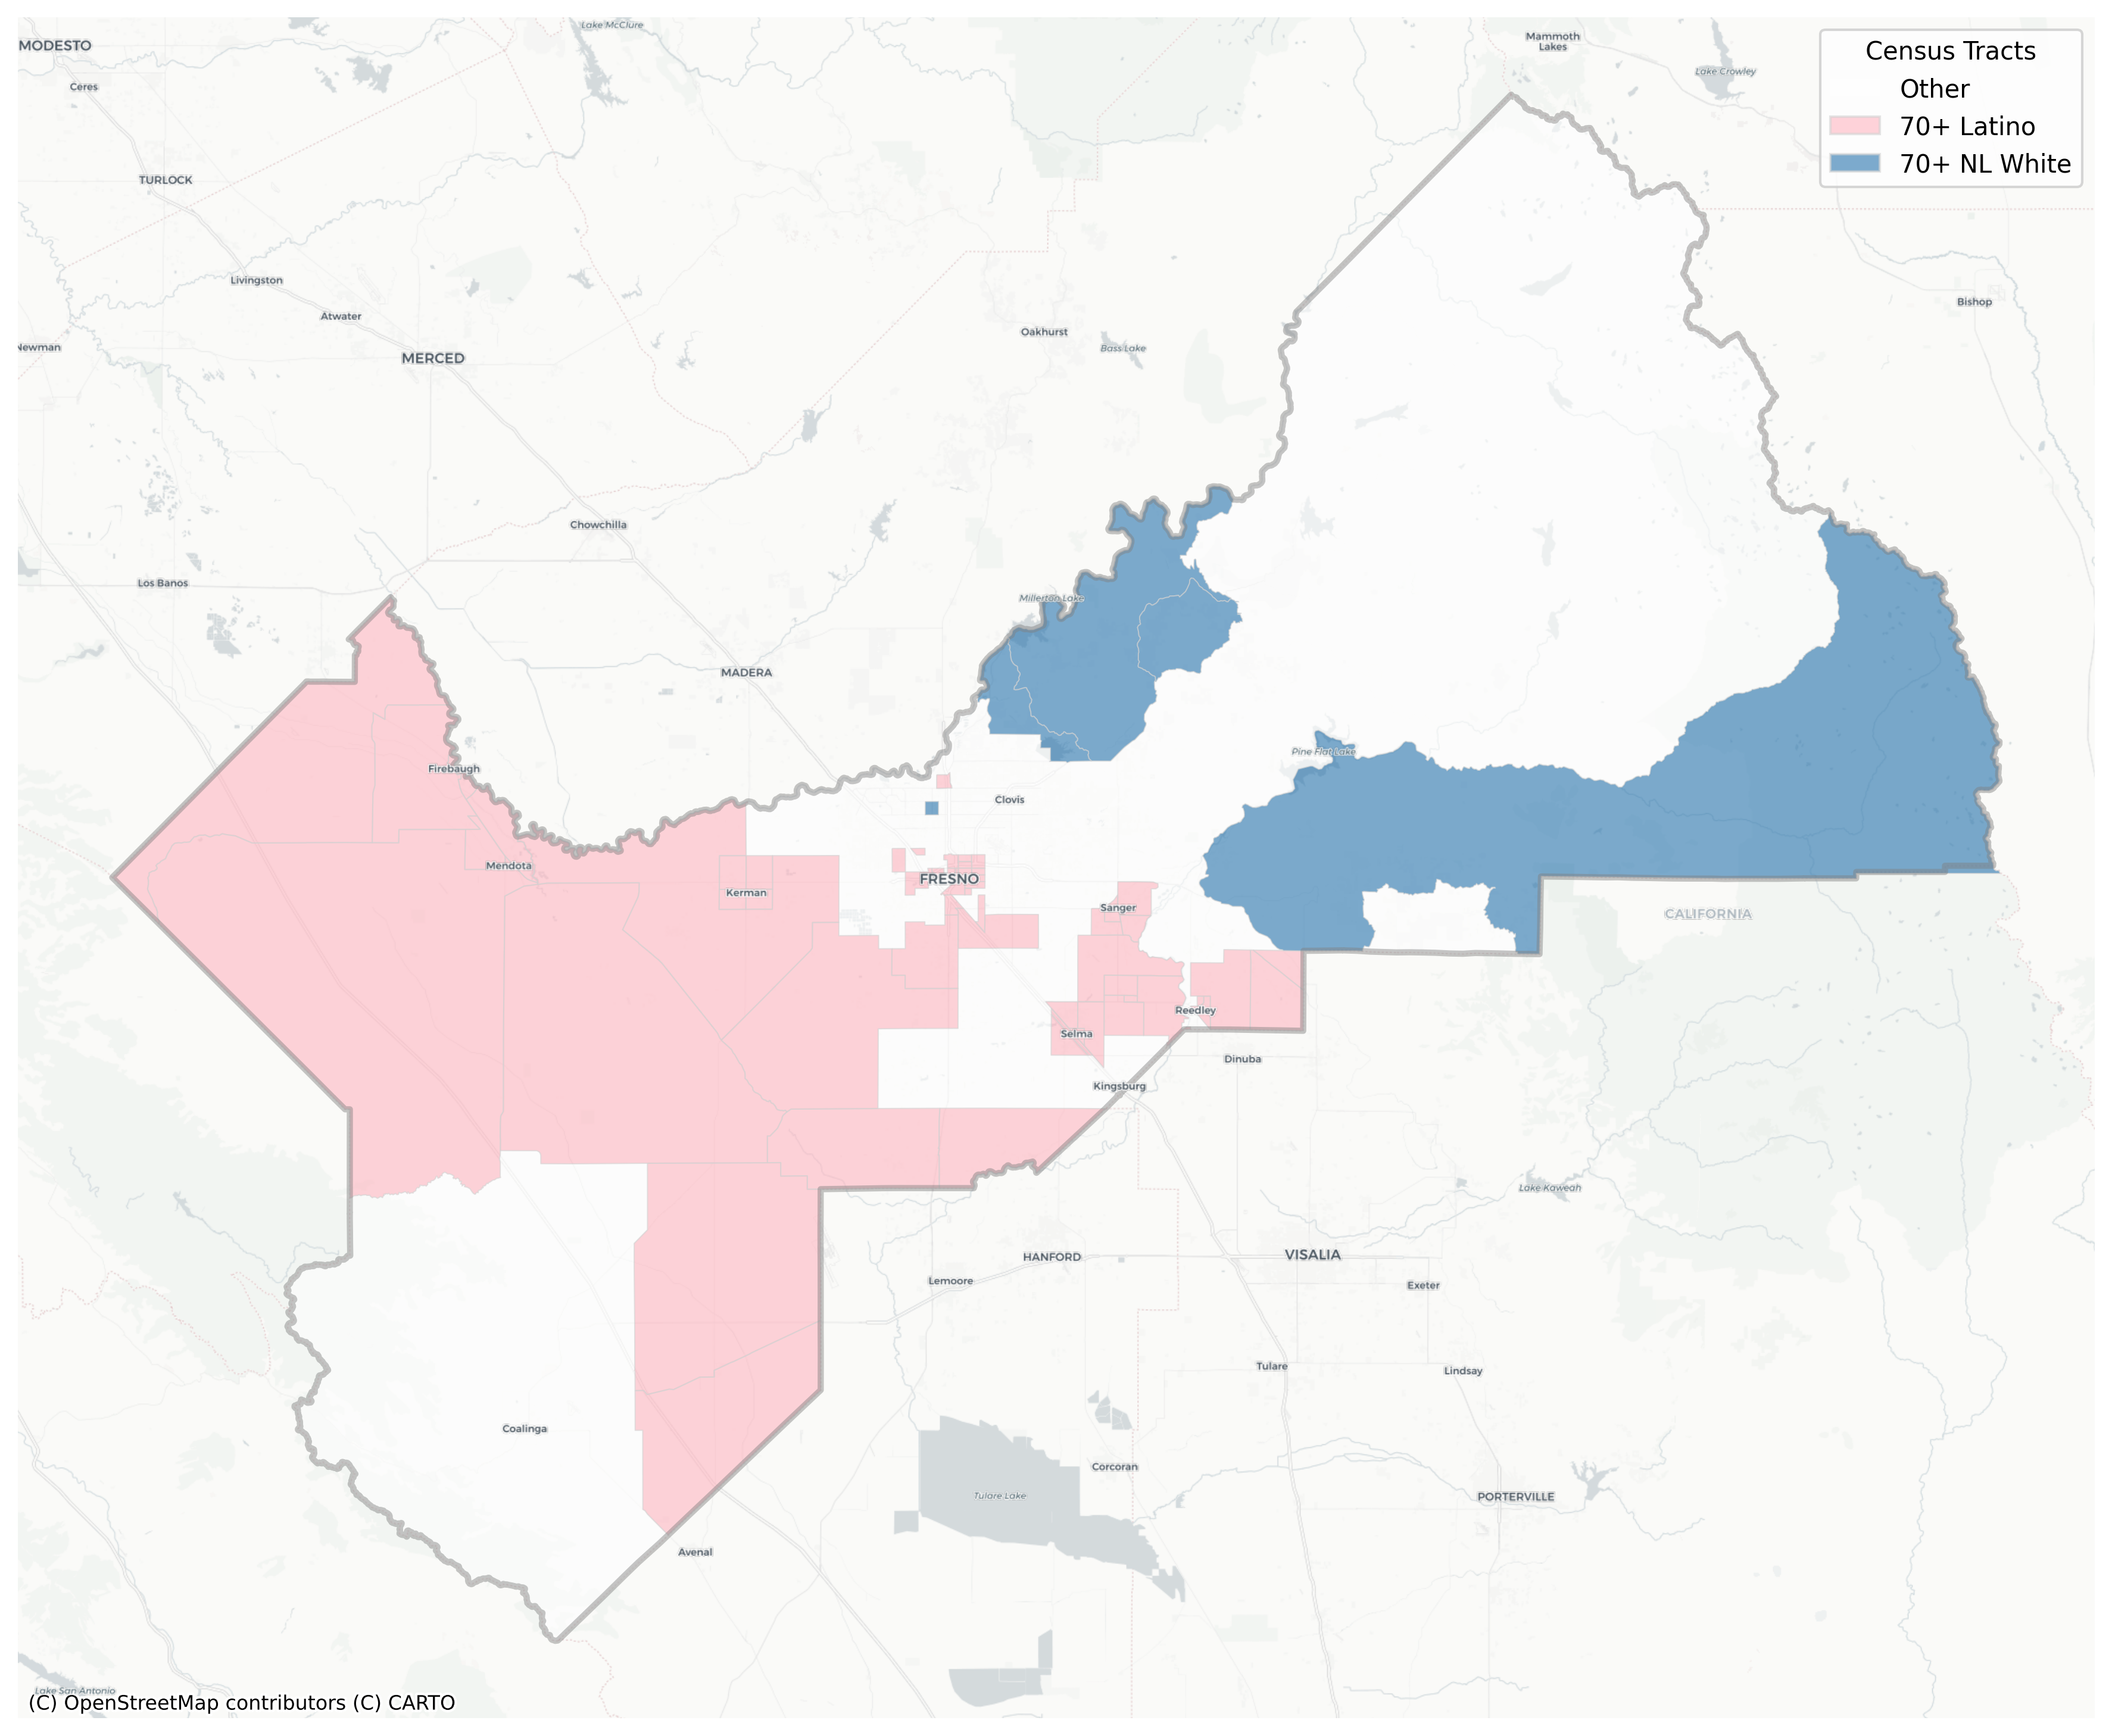 Lake McClure
MODESTO
Mammoth
Lakes
Census Tracts
Other
70+ Latino
70+ NL White
Lake Crowley
Ceres
TURLOCK
Livingston
Bishop
Atwater
Oakhurst
Newman
Bass Lake
MERCED
Chowchilla
Los Banos
Millerton Lake
MADERA
Pine Flat Lake
Firebaugh
Clovis
Mendota
FRESNO
Kerman
Sanger
CALIFORNIA
Reedley
Selma
Dinuba
Kingsburg
Lake Kaweah
HANFORD
VISALIA
Lemoore
Exeter
Tulare
Lindsay
Coalinga
Corcoran
Tulare Lake
PORTERVILLE
Avenal
Lake San Antonio
(C) OpenStreetMap contributors (C) CARTO